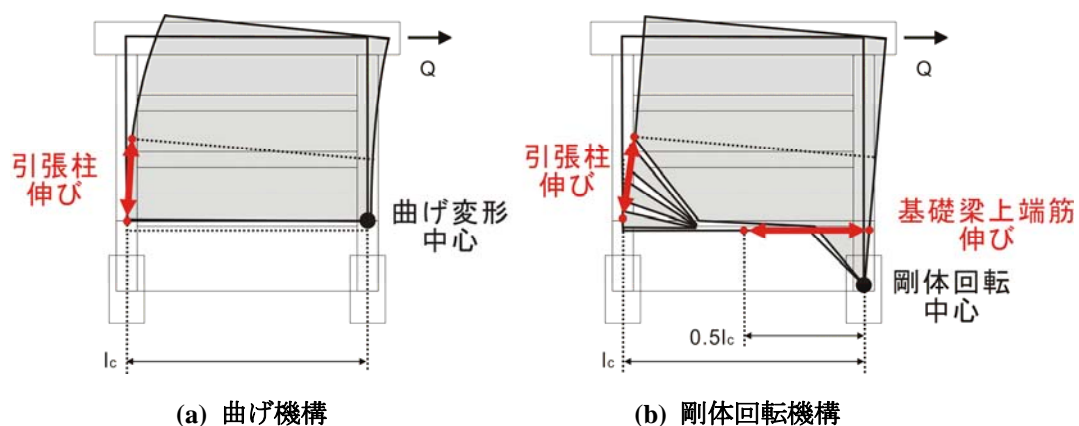 Q
引張柱
伸び
曲げ変形
中心
lc
(a) 曲げ機構
Q
引張柱
伸び
基礎梁上端筋
伸び
剛体回転
中心
0.5lc
lc
(b) 剛体回転機構